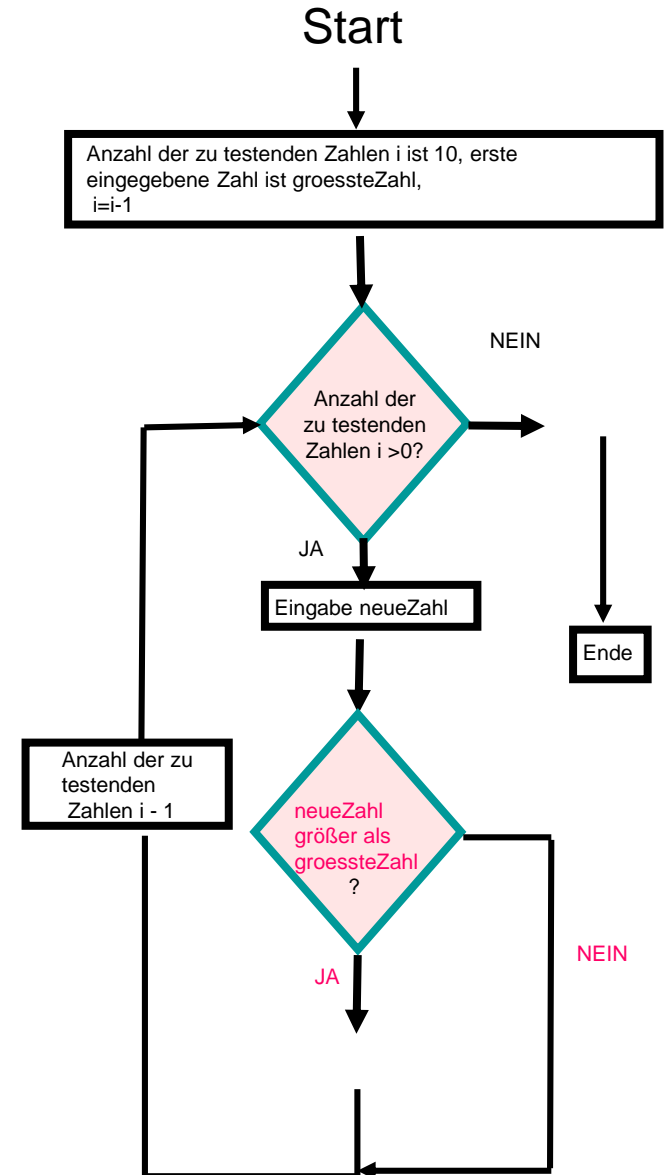 Start
Anzahl der zu testenden Zahlen i ist 10, erste
eingegebene Zahl ist groessteZahl,
i=i-1
NEIN
Anzahl der
zu testenden
Zahlen i >0?
JA
Eingabe neueZahl
Ende
Anzahl der zu
testenden
Zahlen i - 1
neueZahl
größer als
groessteZahl
?
NEIN
JA